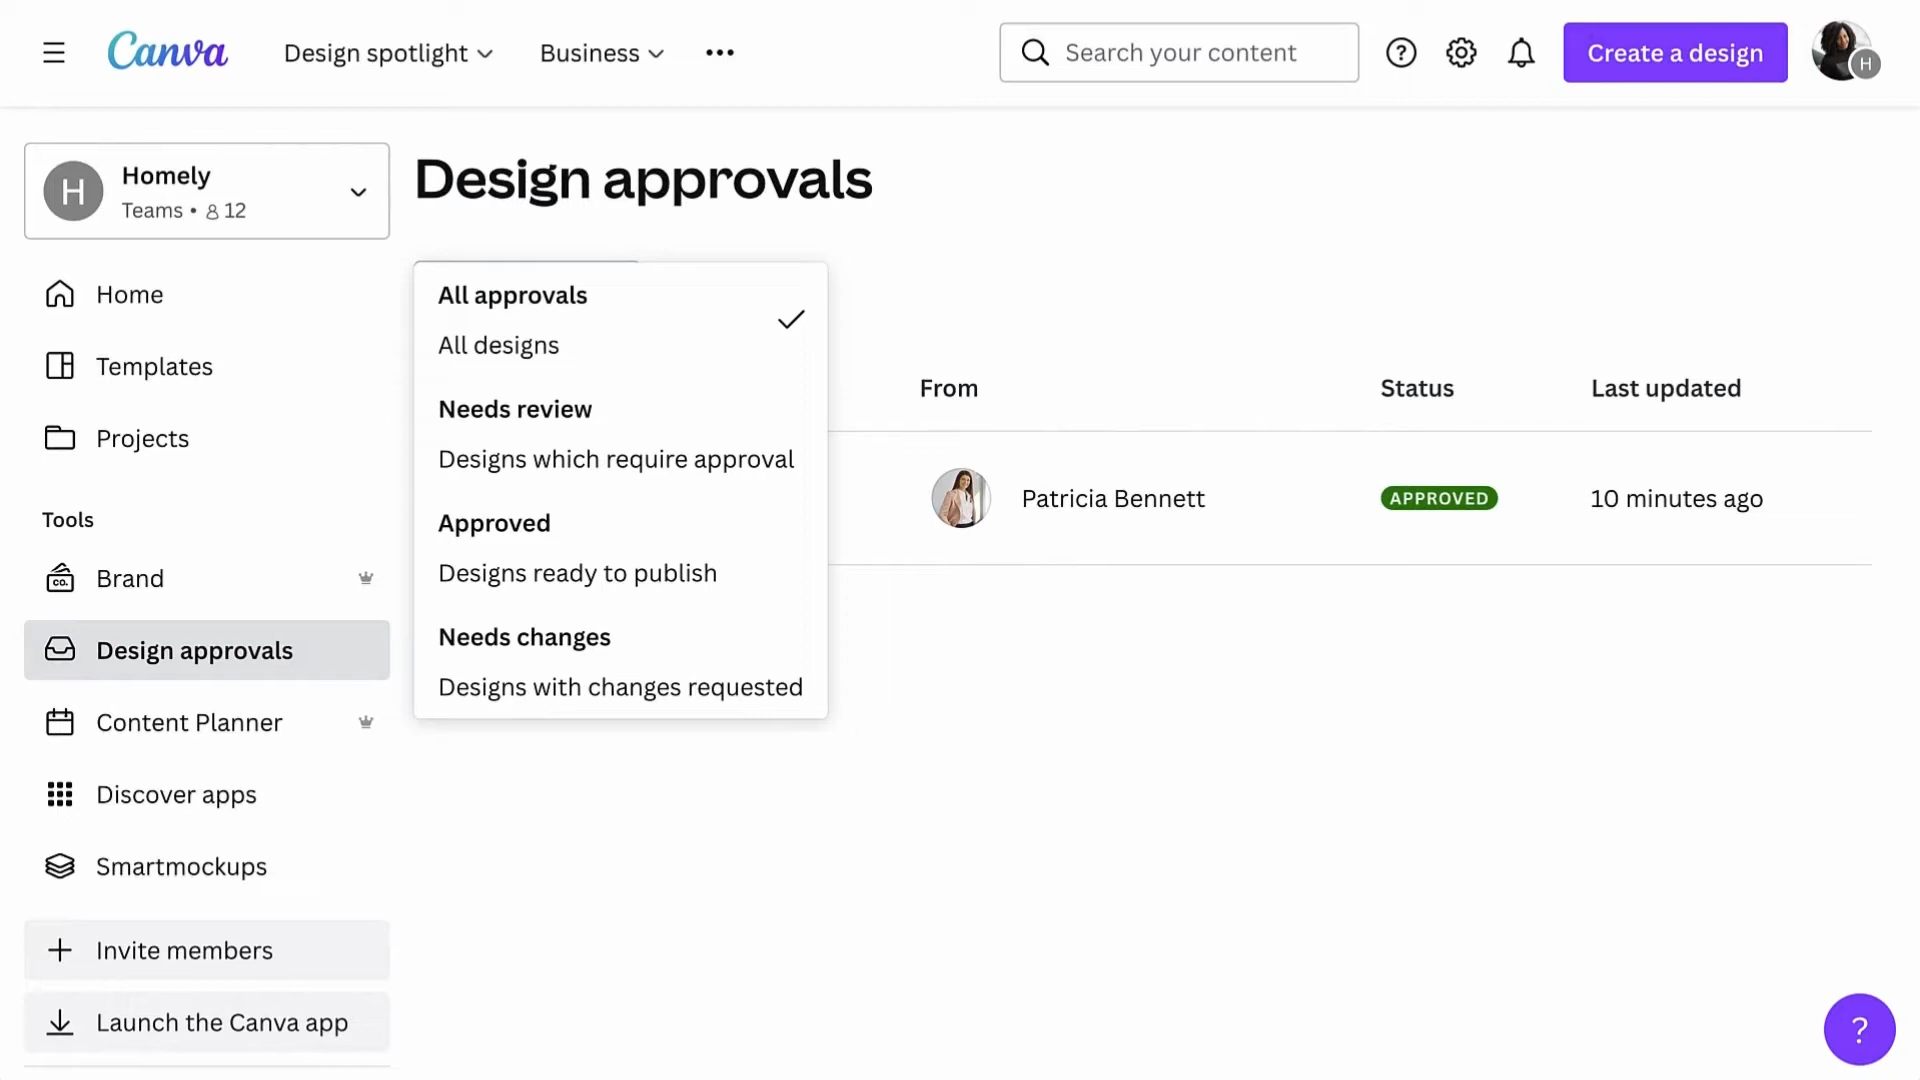 Canva
Design spotlight
Business
Search your content
Create a design
H
H
Homely
Teams • 12
Design approvals
Home
Templates
Projects
Tools
CO.
Brand
Design approvals
Content Planner
Discover apps
Smartmockups
Invite members
Launch the Canva app
All approvals
All designs
Needs review
Designs which require approval
Approved
Designs ready to publish
Needs changes
Designs with changes requested
From
Status
Last updated
Patricia Bennett
APPROVED
10 minutes ago
?